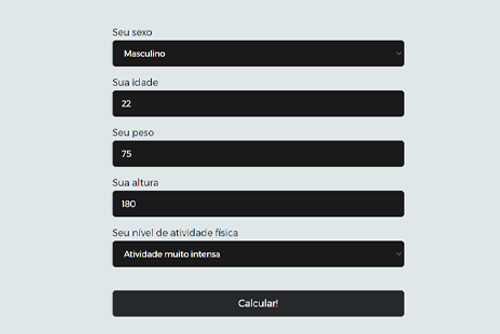 Seu sexo
Masculino
Sua idade
22
Seu peso
75
Sua altura
180
Seu nível de atividade física
Atividade muito intensa
Calcular!